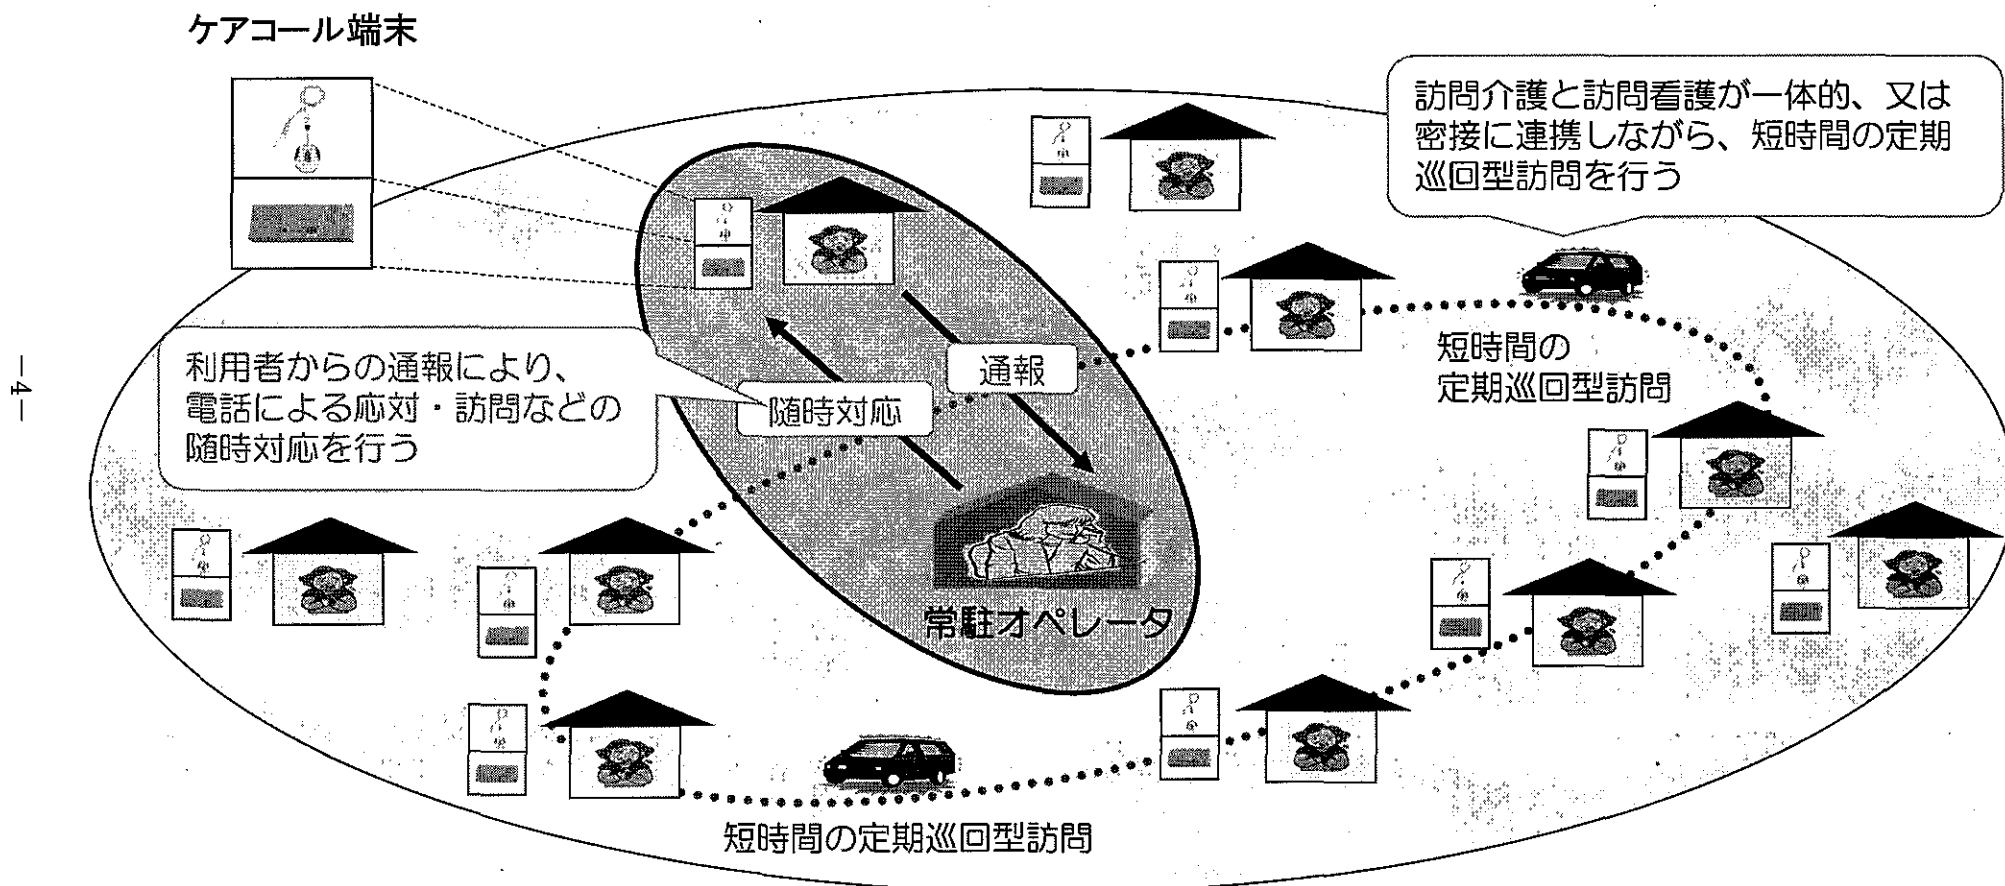 ケアコール端末
訪問介護と訪問看護が一体的、又は
密接に連携しながら、短時間の定期
巡回型訪問を行う
利用者からの通報により、
電話による応対・訪問などの
随時対応を行う
通報
随時対応
短時間の
定期巡回型訪問
常駐オペレータ
短時間の定期巡回型訪問
－4－